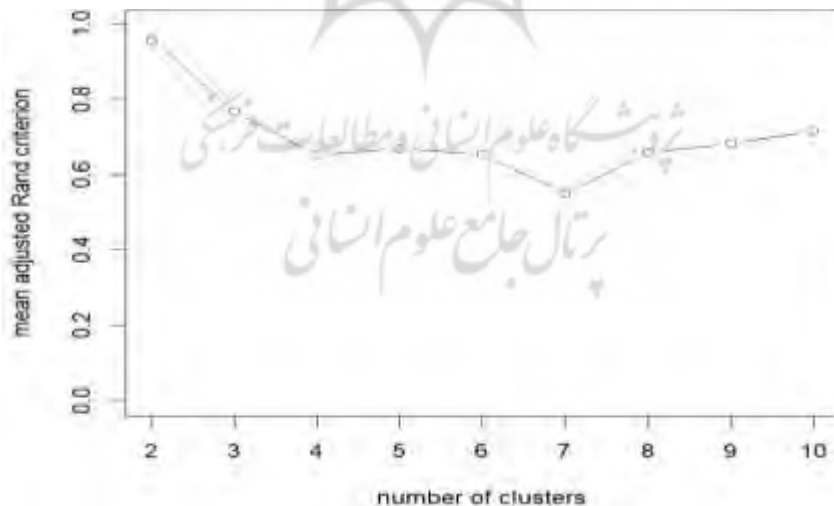 mean adjusted Rand criterion
1.0
0.8
0.6
0.4
0.2
0.0
پژوهشگاه علوم انسانی و مطالعات فرهنگی
پرتال جامع علوم انسانی
2 3 4 5 6 7 8 9 10
number of clusters